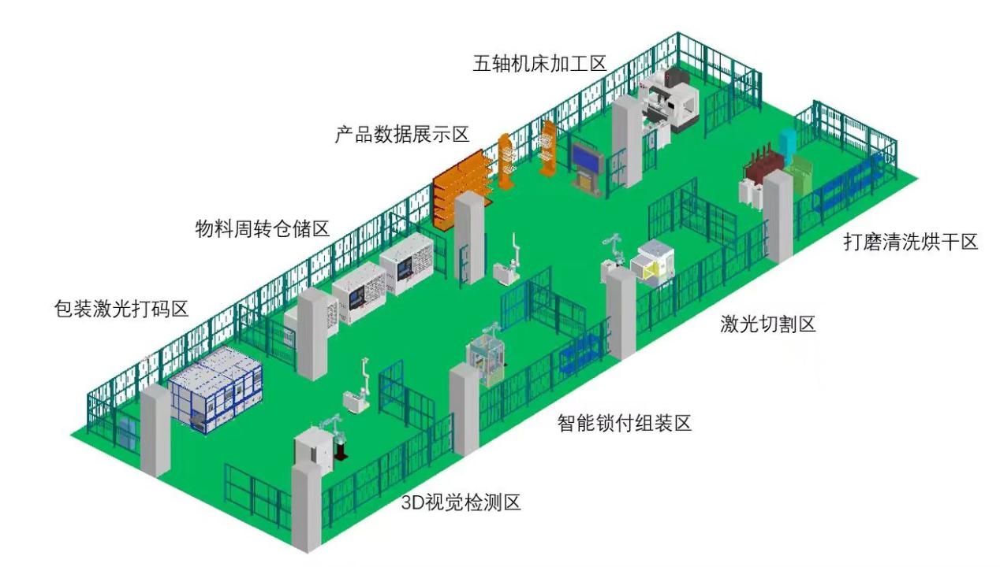 五轴机床加工区
产品数据展示区
物料周转仓储区
打磨清洗烘干区
包装激光打码区
激光切割区
智能锁付组装区
3D视觉检测区